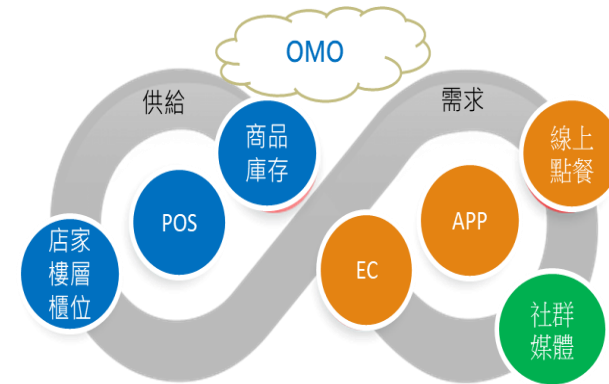 OMO
供給
需求
商品
庫存
線上
點餐
POS
APP
店家
樓層
櫃位
EC
社群
媒體